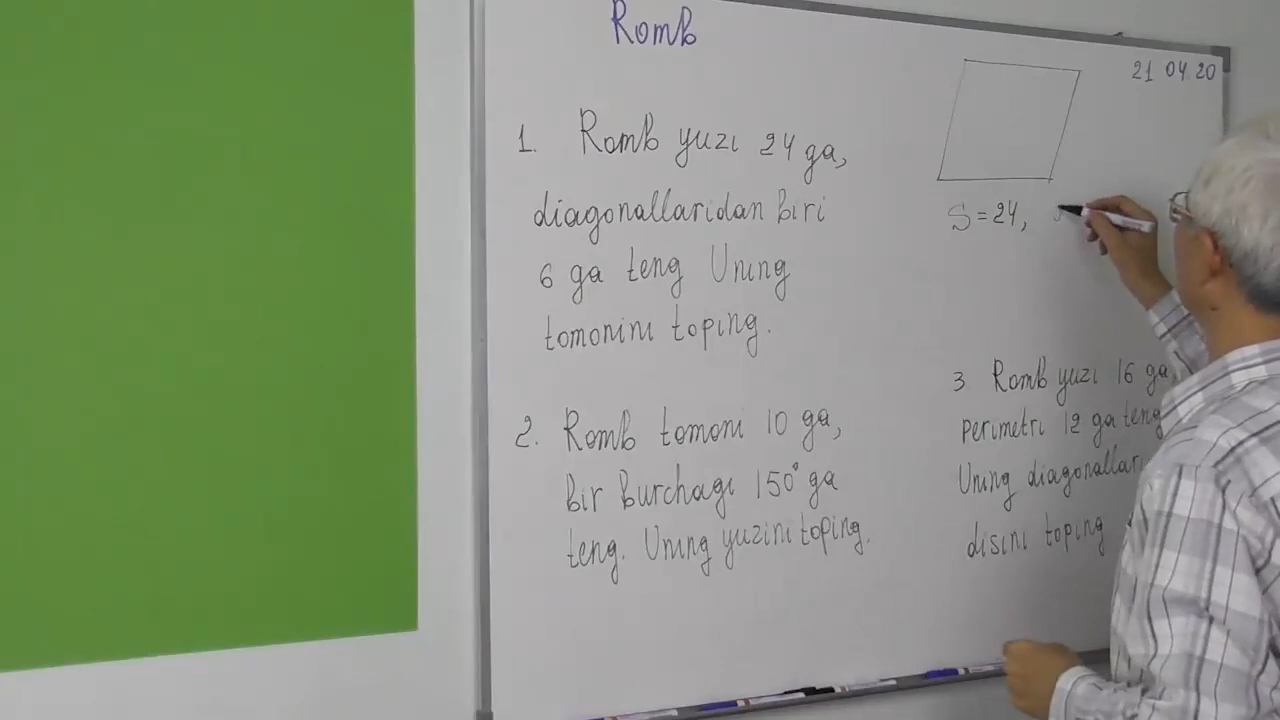 Romb
21 04 20
1. Romb yuzi 24 ga,
diagonallaridan biri
6 ga teng Uning
tomonini toping.
S = 24,
2. Romb tomoni 10 ga,
bir burchagi 150° ga
teng. Uning yuzini toping.
3 Romb yuzi 16 ga
perimetri 12 ga teng
Uning diagonallari
disini toping